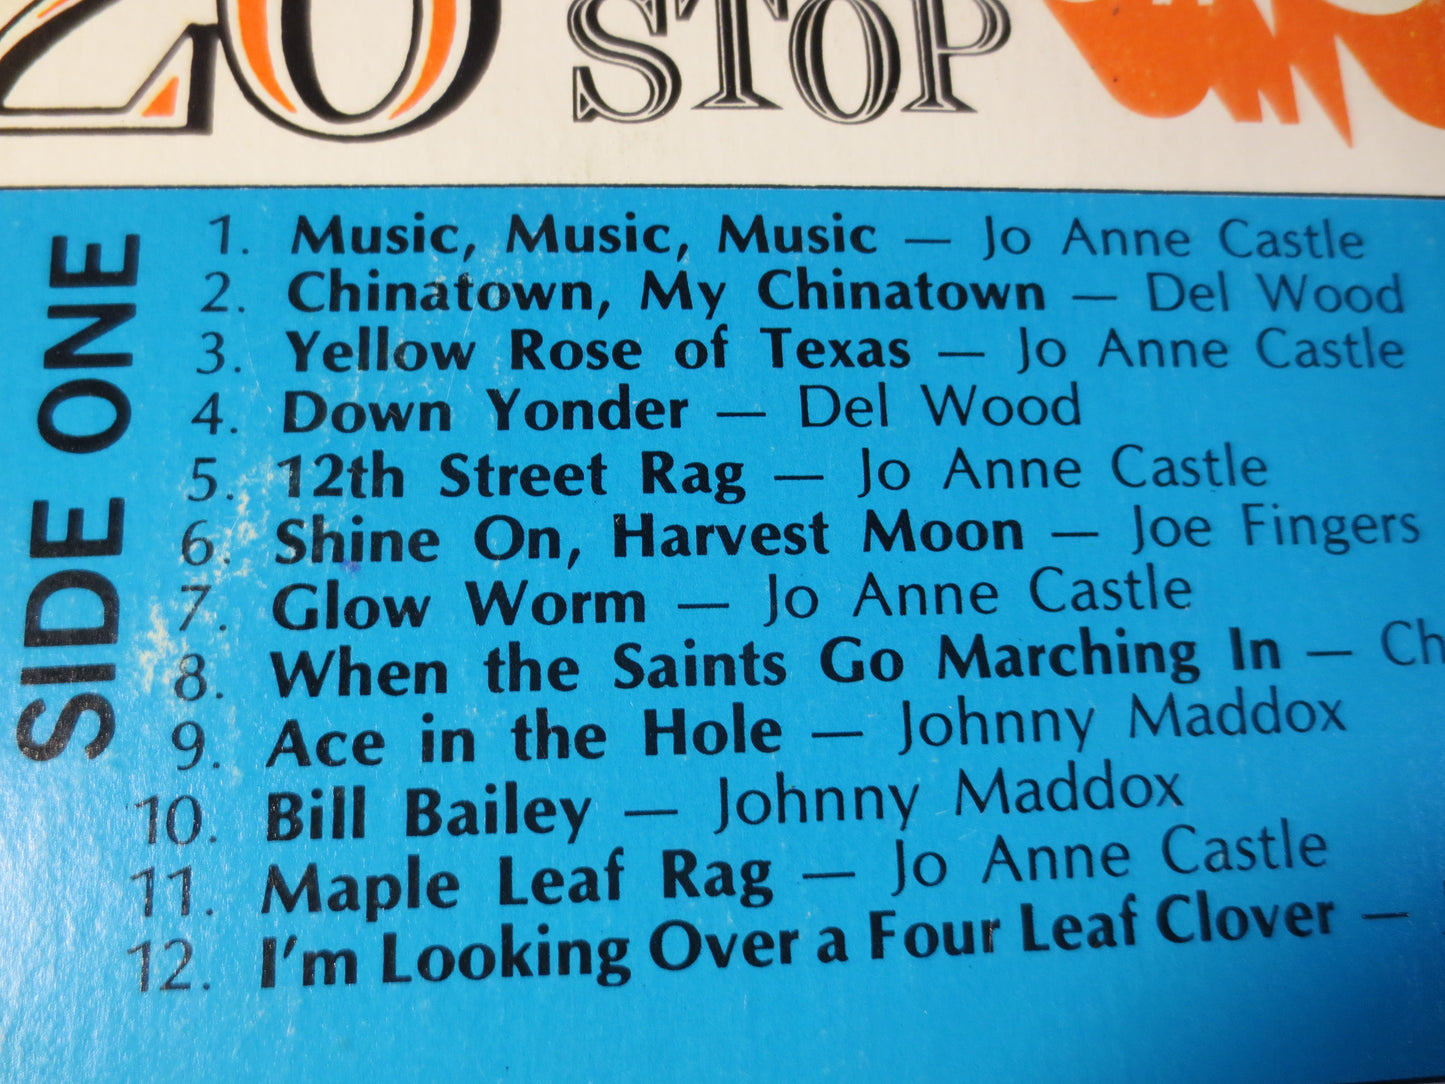 20 STOP
SIDE ONE
1. Music, Music, Music — Jo Anne Castle
2. Chinatown, My Chinatown — Del Wood
3. Yellow Rose of Texas — Jo Anne Castle
4. Down Yonder — Del Wood
5. 12th Street Rag — Jo Anne Castle
6. Shine On, Harvest Moon — Joe Fingers
7. Glow Worm — Jo Anne Castle
8. When the Saints Go Marching In — Ch
9. Ace in the Hole — Johnny Maddox
10. Bill Bailey — Johnny Maddox
11. Maple Leaf Rag — Jo Anne Castle
12. I'm Looking Over a Four Leaf Clover —